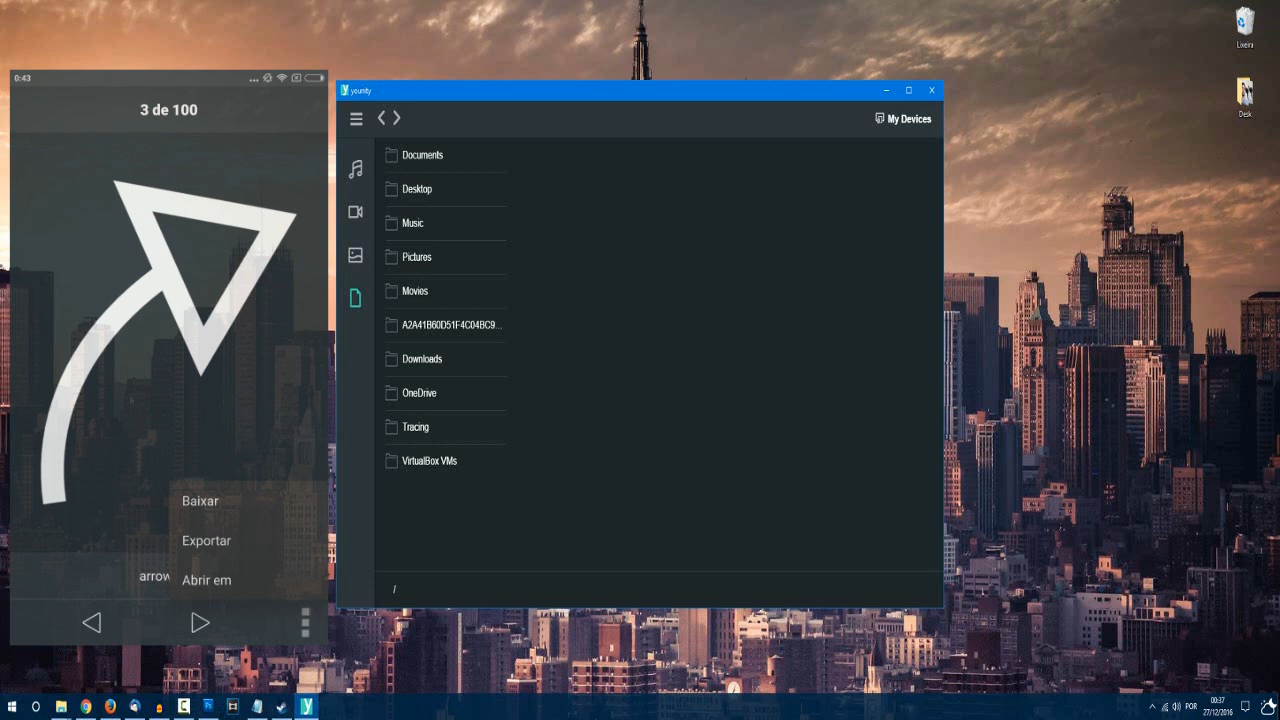 0:43
3 de 100
Baixar
Exportar
arrow
Abrir em
younity
My Devices
Documents
Desktop
Music
Pictures
Movies
A2A41B60D51F4C04BC9...
Downloads
OneDrive
Tracing
VirtualBox VMs
/
Lixeira
Desk
POR
00:37
27/12/2016